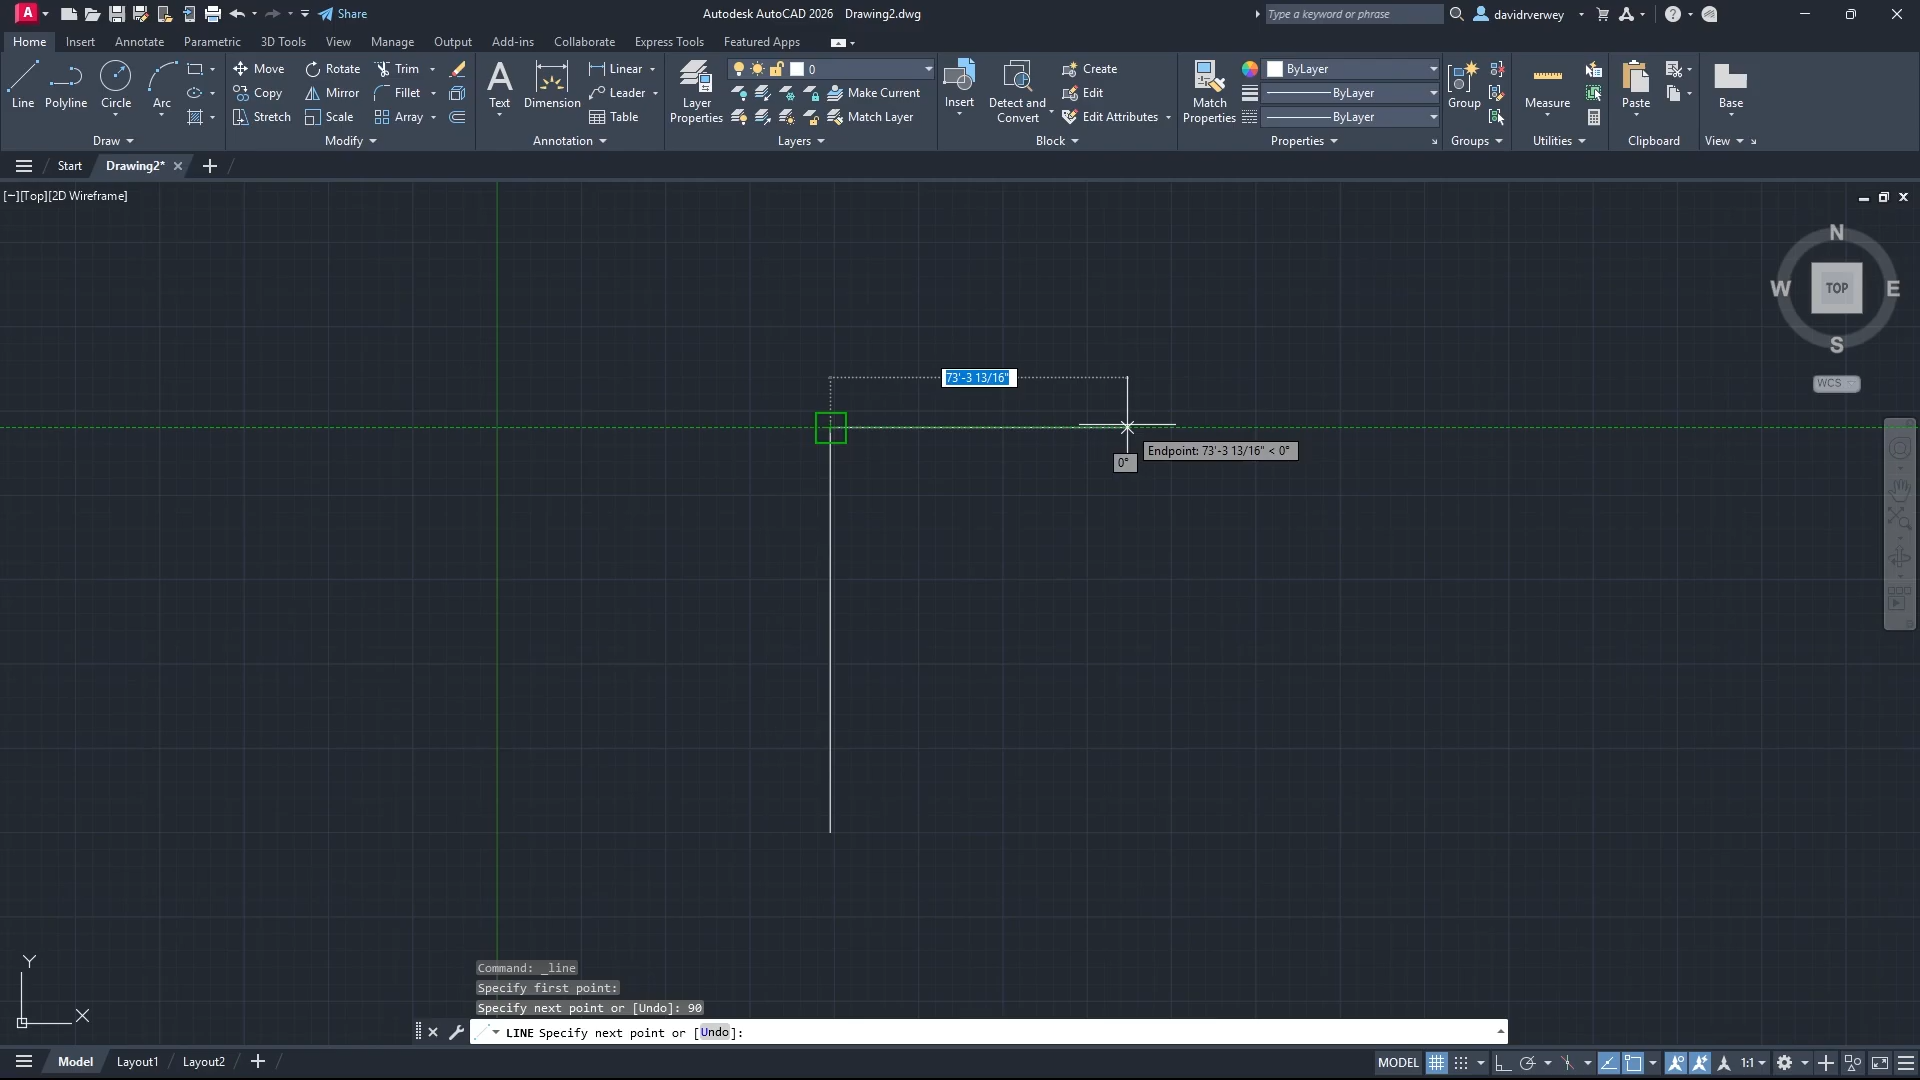 A Share Autodesk AutoCAD 2026 Drawing2.dwg Type a keyword or phrase davidrverwey
Home Insert Annotate Parametric 3D Tools View Manage Output Add-ins Collaborate Express Tools Featured Apps
Line Polyline Circle Arc
Draw
Move Rotate Trim
Copy Mirror Fillet
Stretch Scale Array
Modify
Text Dimension
Linear
Leader
Table
Annotation
Layer Properties
0
Make Current
Match Layer
Layers
Insert Detect and Convert
Create
Edit
Edit Attributes
Block
Match Properties
ByLayer
ByLayer
ByLayer
Properties
Group
Groups
Measure
Utilities
Paste
Clipboard
Base
View
Start Drawing2*
[−][Top][2D Wireframe]
N
W TOP E
S
WCS
73'-3 13/16"
Endpoint: 73'-3 13/16" < 0°
0°
Y
X
Command: _line
Specify first point:
Specify next point or [Undo]: 90
LINE Specify next point or [Undo]:
Model Layout1 Layout2 MODEL 1:1